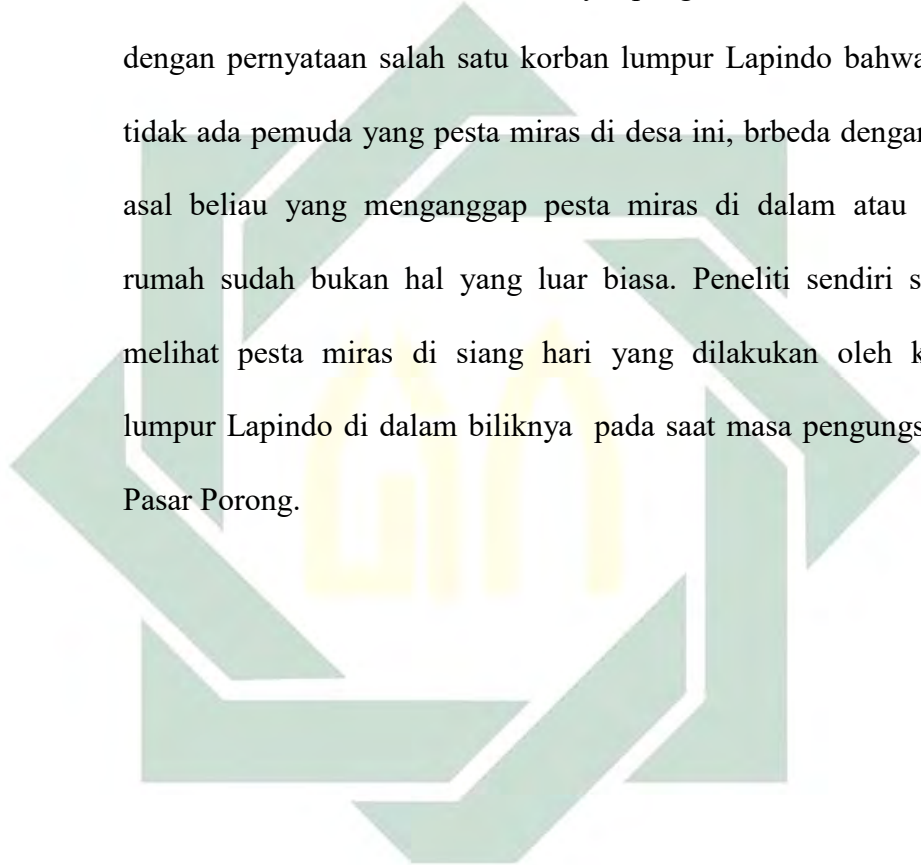 dengan pernyataan salah satu korban lumpur Lapindo bahwa
tidak ada pemuda yang pesta miras di desa ini, brbeda dengan
asal beliau yang menganggap pesta miras di dalam atau
rumah sudah bukan hal yang luar biasa. Peneliti sendiri
melihat pesta miras di siang hari yang dilakukan oleh
lumpur Lapindo di dalam biliknya pada saat masa
Pasar Porong.